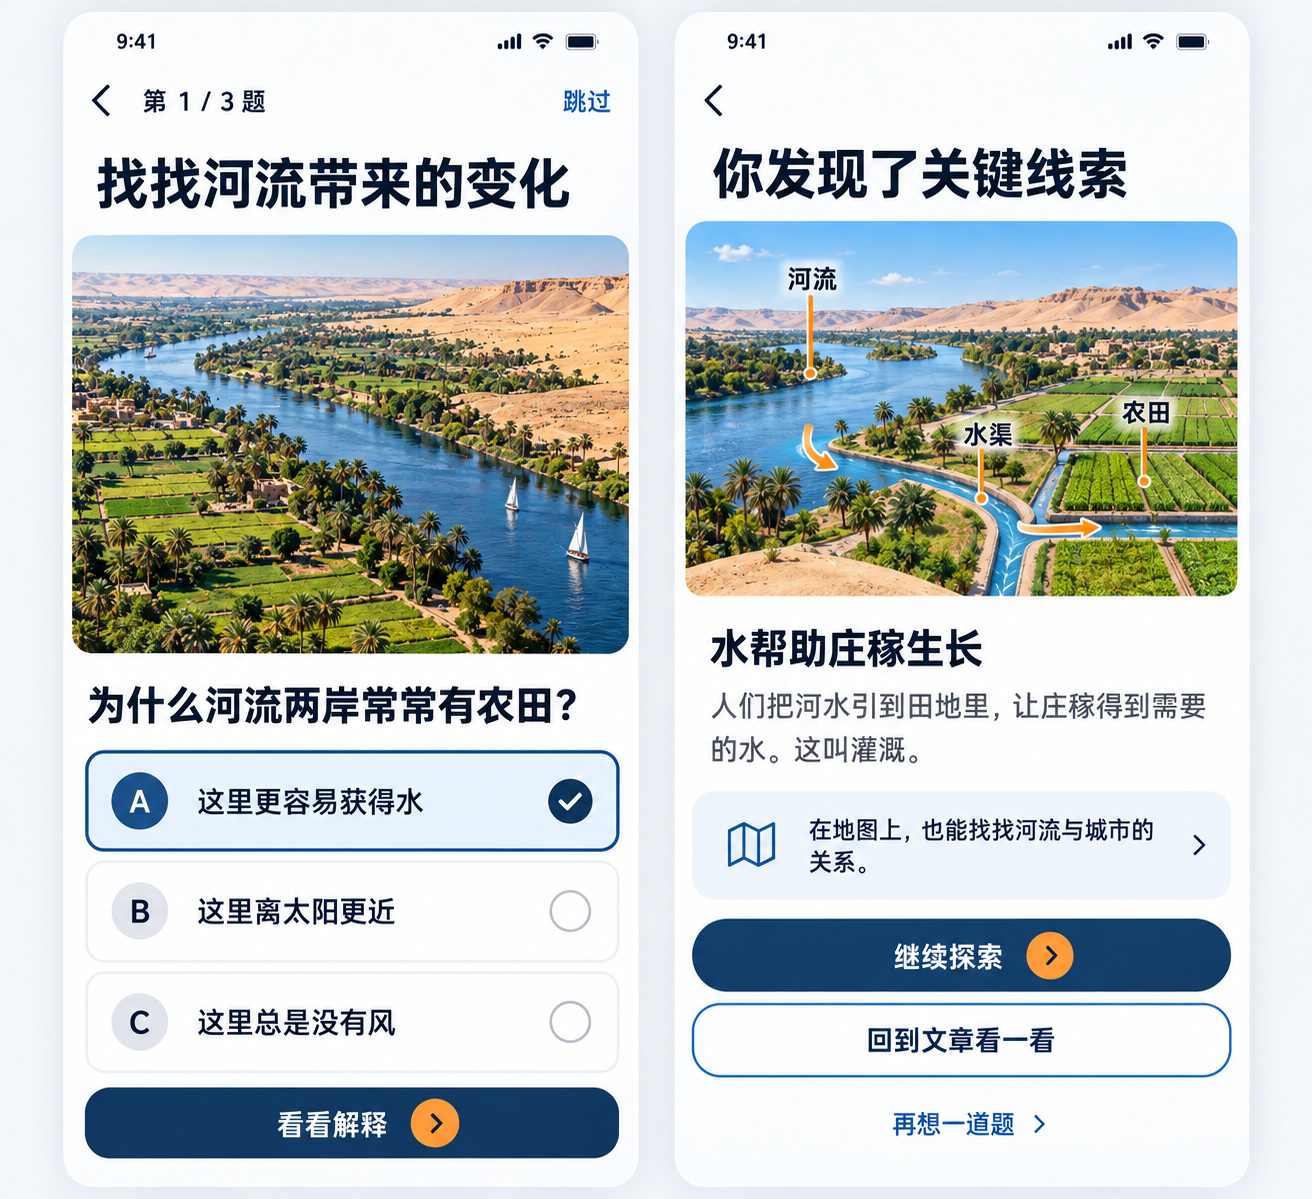 9:41
第 1 / 3 题
跳过
找找河流带来的变化
为什么河流两岸常常有农田？
A
这里更容易获得水
B
这里离太阳更近
C
这里总是没有风
看看解释
9:41
你发现了关键线索
河流
农田
水渠
水帮助庄稼生长
人们把河水引到田地里，让庄稼得到需要
的水。这叫灌溉。
在地图上，也能找找河流与城市的
关系。
继续探索
回到文章看一看
再想一道题